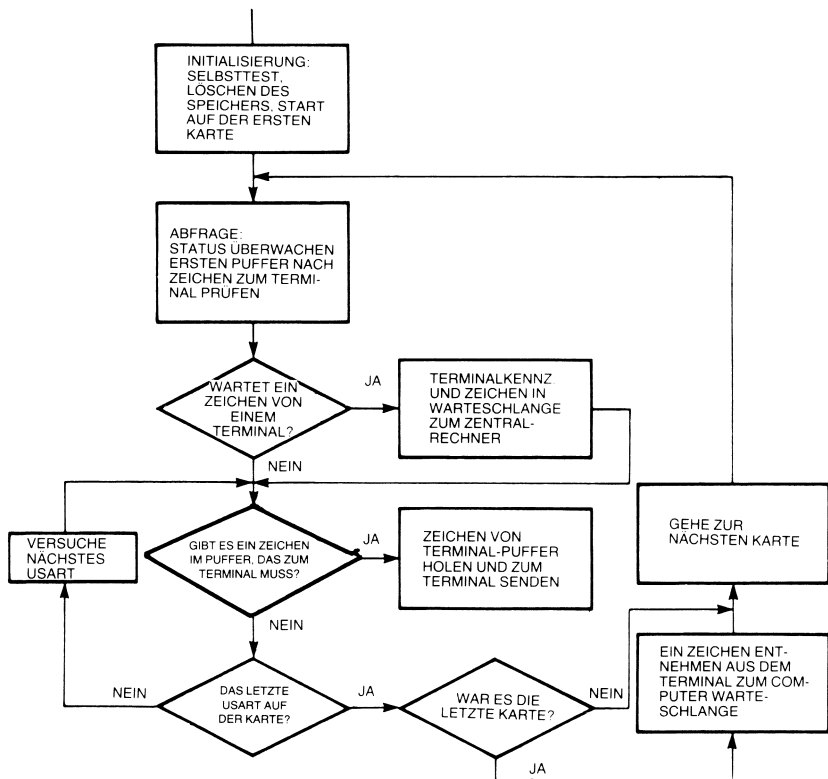 INITIALISIERUNG:
SELBSTTEST,
LÖSCHEN DES
SPEICHERS, START
AUF DER ERSTEN
KARTE
ABFRAGE:
STATUS ÜBERWACHEN
ERSTEN PUFFER NACH
ZEICHEN ZUM TERMI-
NAL PRÜFEN
WARTET EIN
ZEICHEN VON
EINEM
TERMINAL?
JA
TERMINALKENNZ.
UND ZEICHEN IN
WARTESCHLANGE
ZUM ZENTRAL-
RECHNER
NEIN
VERSUCHE
NÄCHSTES
USART
GIBT ES EIN ZEICHEN
IM PUFFER, DAS ZUM
TERMINAL MUSS?
JA
ZEICHEN VON
TERMINAL-PUFFER
HOLEN UND ZUM
TERMINAL SENDEN
GEHE ZUR
NÄCHSTEN KARTE
NEIN
NEIN
DAS LETZTE
USART AUF
DER KARTE?
JA
WAR ES DIE
LETZTE KARTE?
NEIN
EIN ZEICHEN ENT-
NEHMEN AUS DEM
TERMINAL ZUM COM-
PUTER WARTE-
SCHLANGE
JA